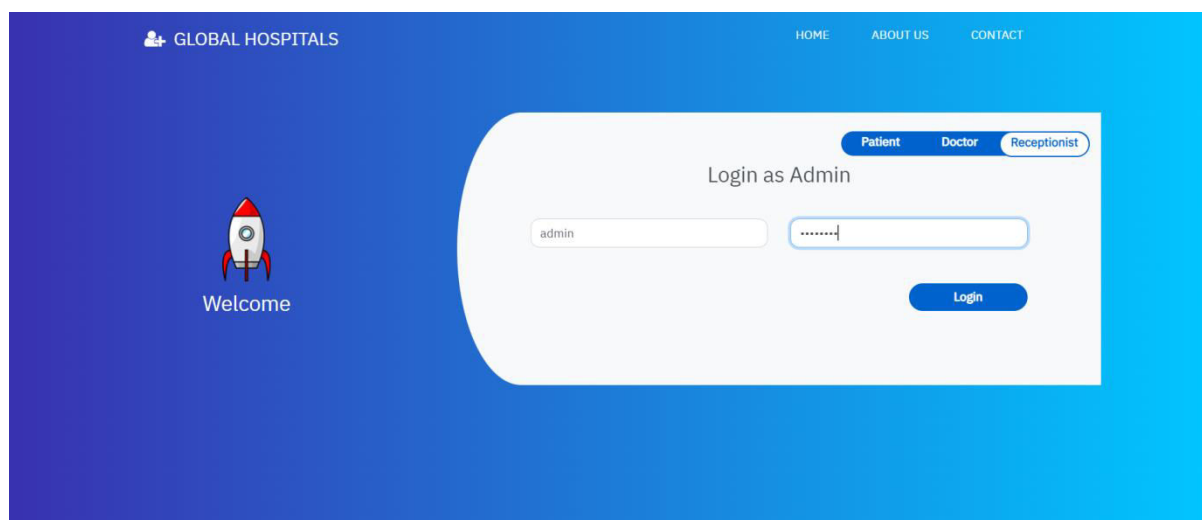 GLOBAL HOSPITALS
HOME ABOUT US CONTACT
Patient Doctor Receptionist
Login as Admin
admin ••••••••
Login
Welcome